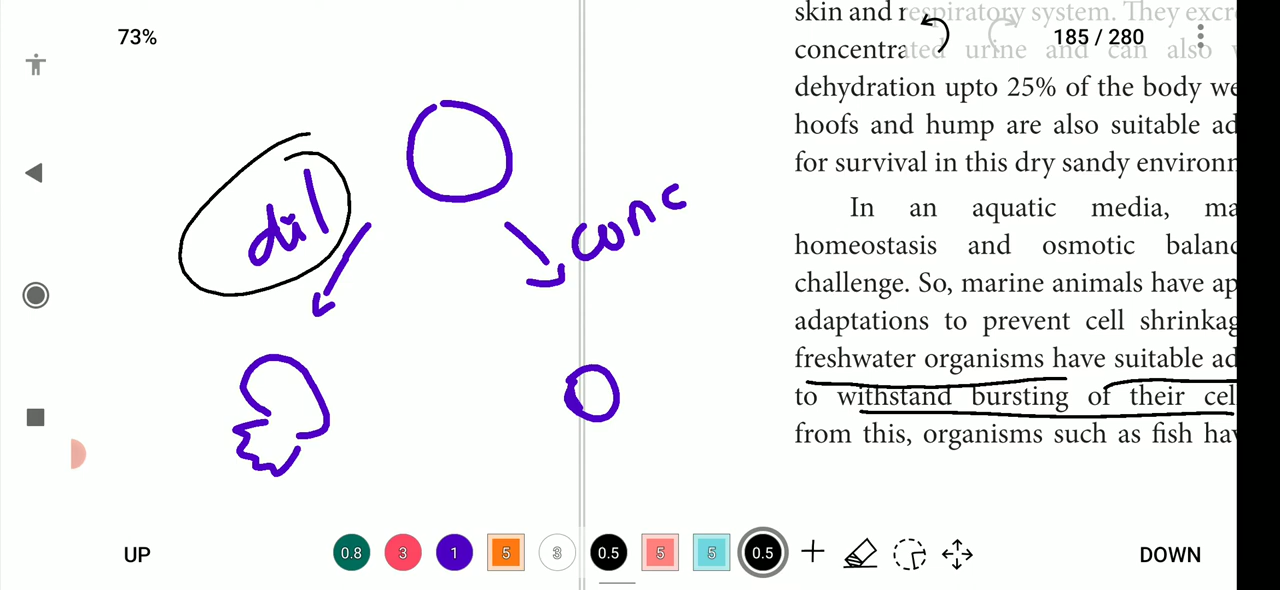 73%
185 / 280
skin and respiratory system. They excr
concentrated urine and can also
dehydration upto 25% of the body we
hoofs and hump are also suitable ad
for survival in this dry sandy environ
In an aquatic media, ma
homeostasis and osmotic balanc
challenge. So, marine animals have ap
adaptations to prevent cell shrinkag
freshwater organisms have suitable ad
to withstand bursting of their cel
from this, organisms such as fish hav
dil
conc
UP
0.8 3 1 5 3 0.5 5 5 0.5
DOWN